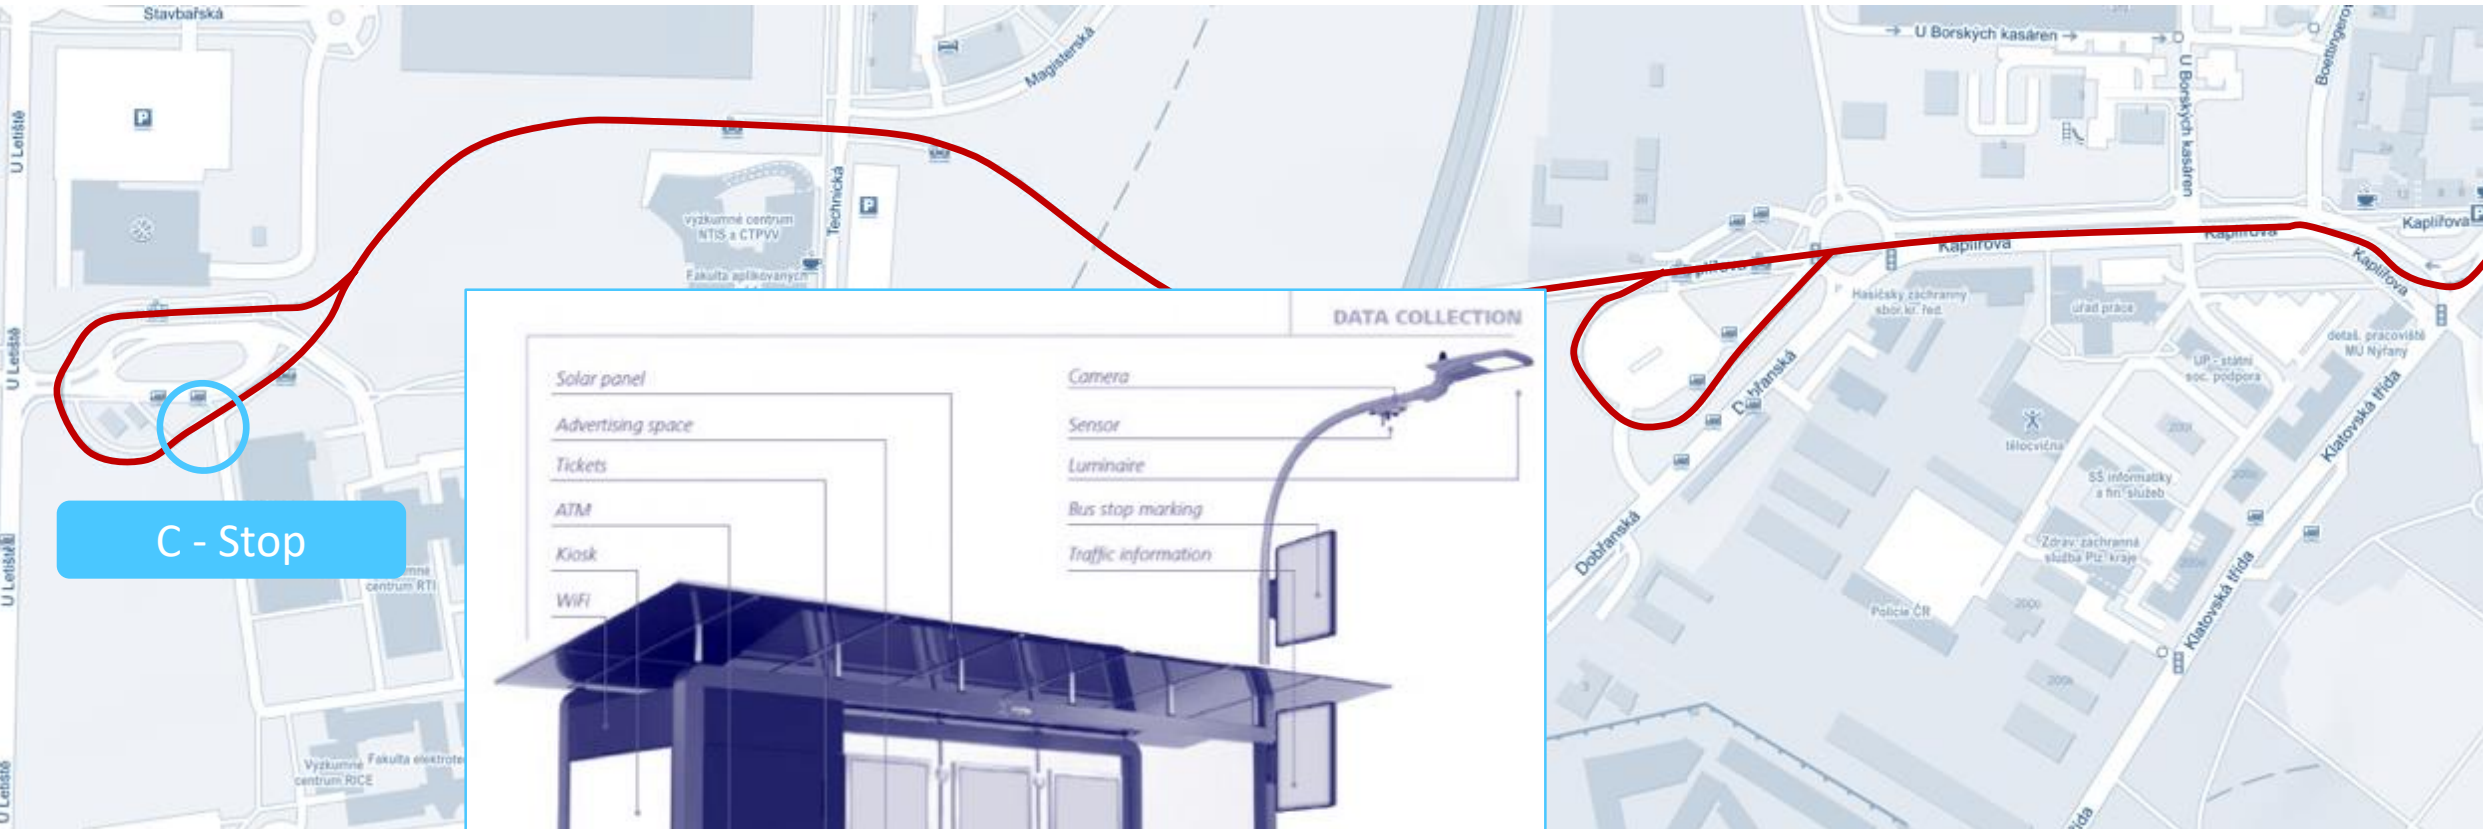 Stavbařská
U Letiště
U Letiště
U Letiště
U Letiště
P
Magisterská
Technická
P
výzkumné centrum
NTIS a CTPVV
Fakulta aplikovaných
C - Stop
centrum RTI
Výzkumné
centrum RICE
Fakulta elektrote
DATA COLLECTION
Solar panel
Advertising space
Tickets
ATM
Kiosk
WiFi
Camera
Sensor
Luminaire
Bus stop marking
Traffic information
U Borských kasáren
U Borských kasáren
Kaplířova
Kaplířova
Kaplířova
Kaplířova
Hasičský záchranný
sbor kr. řed.
úřad práce
detaš. pracoviště
MÚ Nýřany
ÚP - státní
soc. podpora
tělocvična
SŠ informatiky
a fin. služeb
Zdrav. záchranná
služba Plz. kraje
Policie ČR
Dobřanská
Dobřanská
Klatovská třída
Klatovská třída